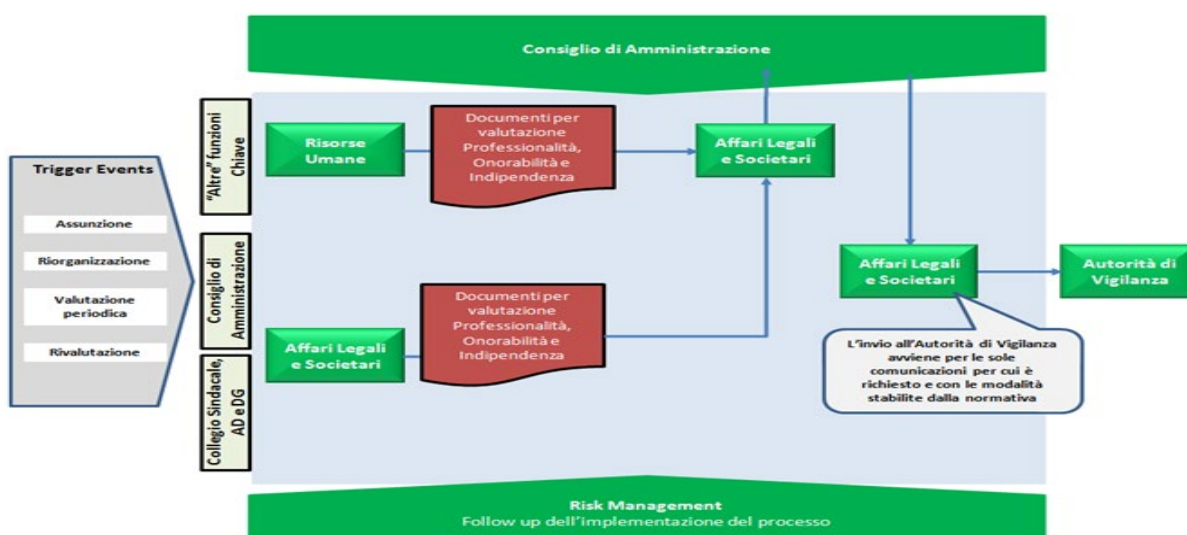 Consiglio di Amministrazione
Trigger Events
Assunzione
Riorganizzazione
Valutazione
periodica
Rivalutazione
"Altre" funzioni
Chiave
Consiglio di
Amministrazione
Collegio Sindacale,
AD e DG
Risorse
Umane
Documenti per
valutazione
Professionalità,
Onorabilità e
Indipendenza
Affari Legali
e Societari
Affari Legali
e Societari
Documenti per
valutazione
Professionalità,
Onorabilità e
Indipendenza
Affari Legali
e Societari
Autorità di
Vigilanza
L'invio all'Autorità di Vigilanza
avviene per le sole
comunicazioni per cui è
richiesto e con le modalità
stabilite dalla normativa
Risk Management
Follow up dell'implementazione del processo